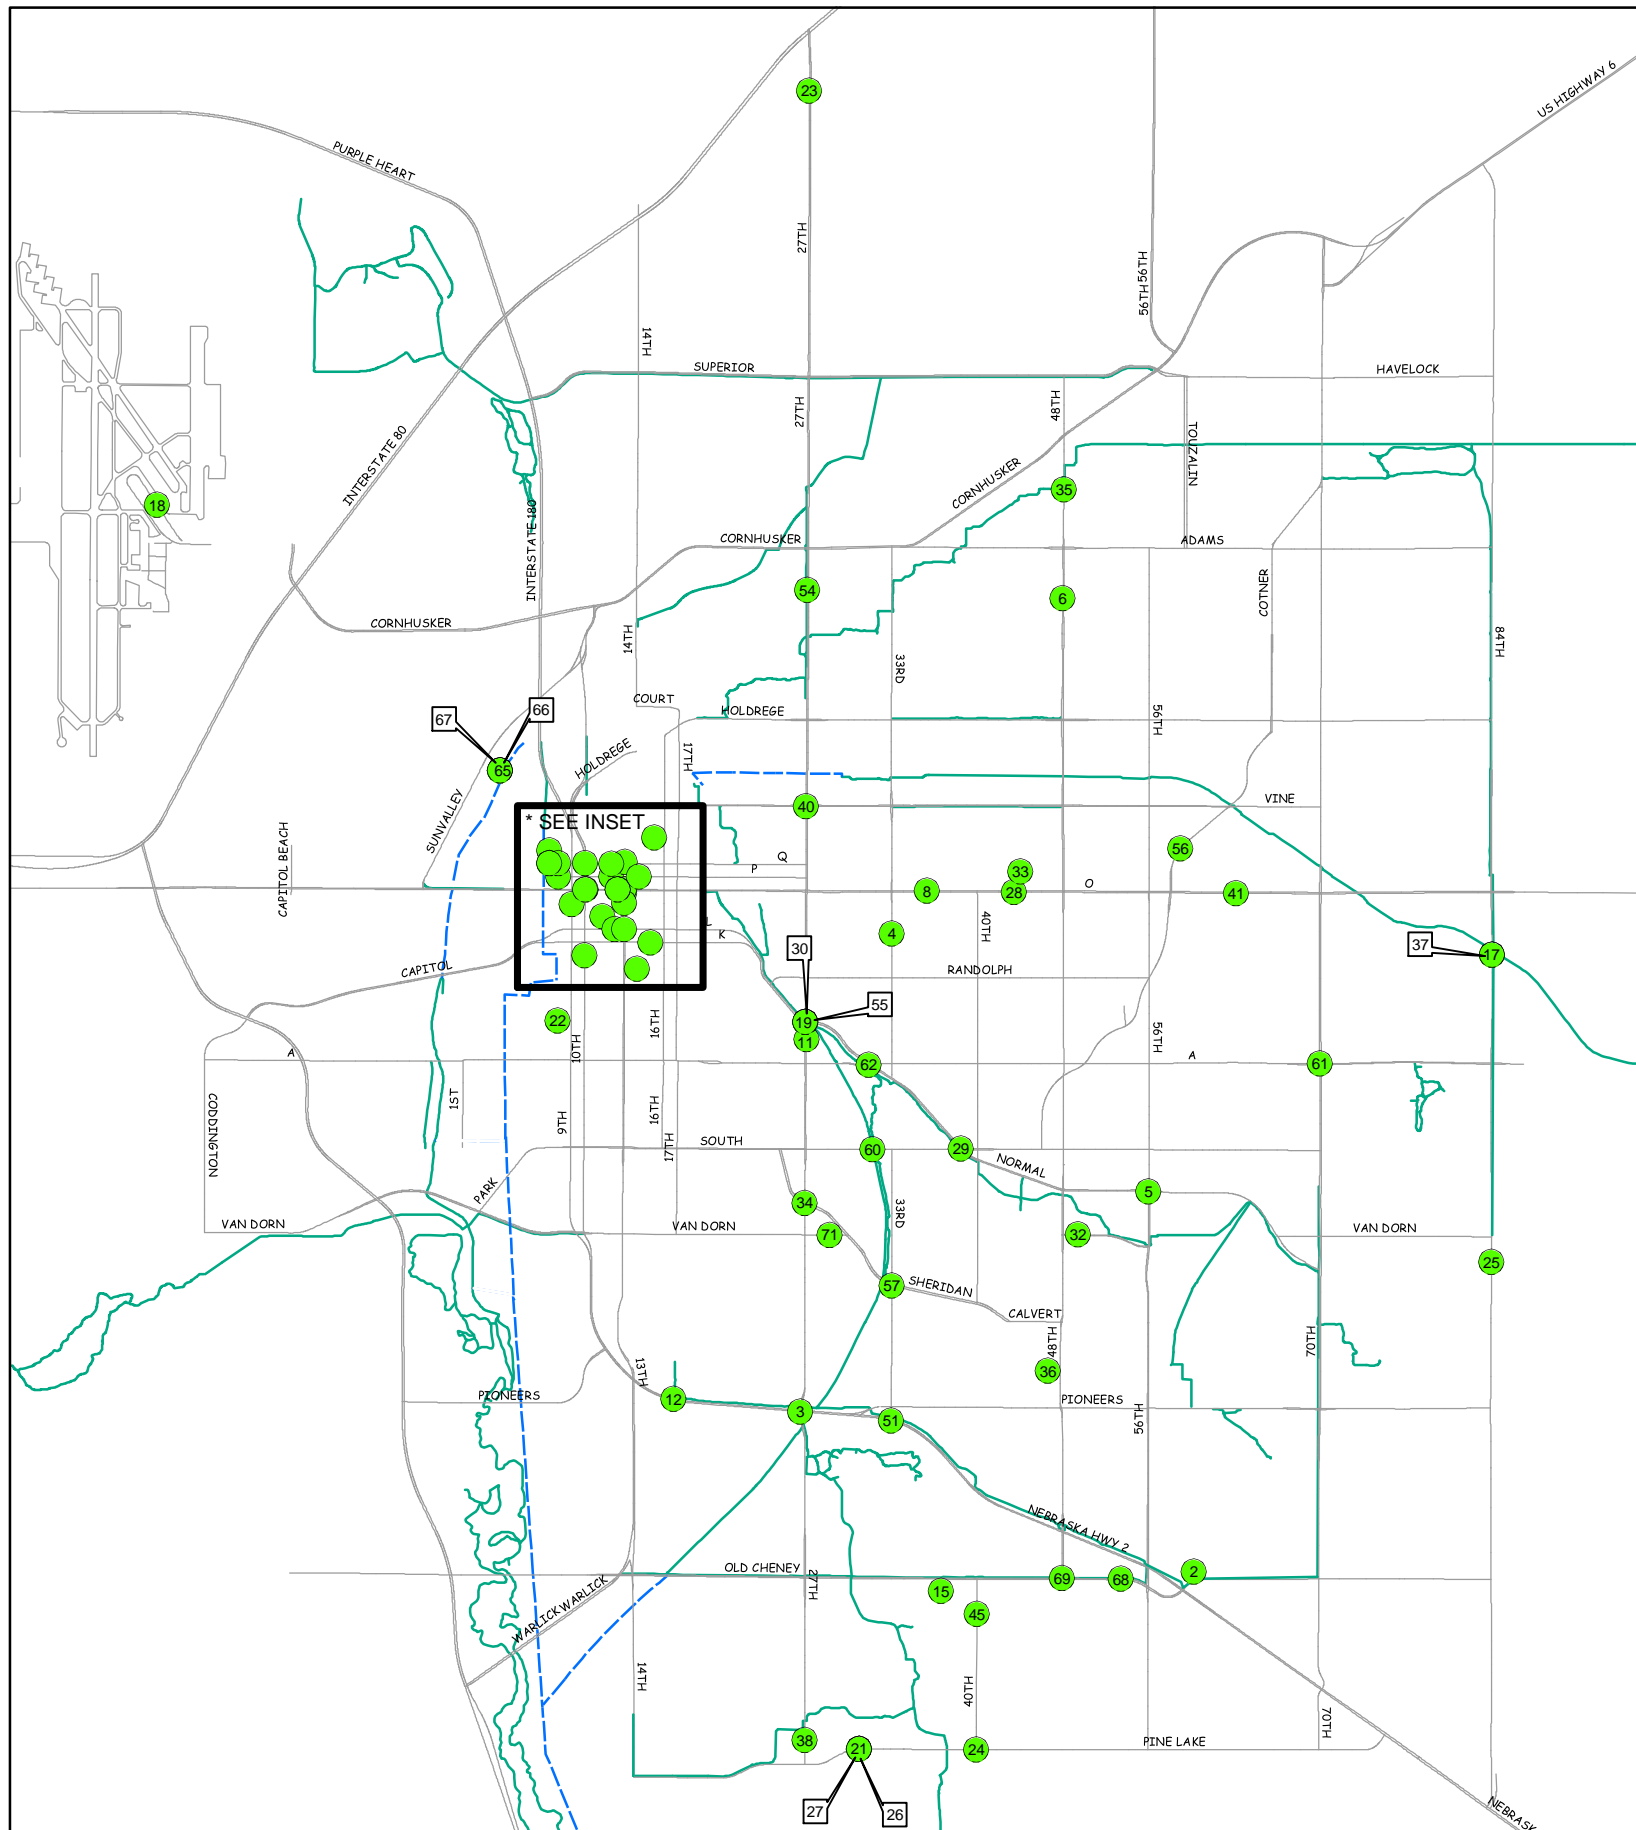 23
US HIGHWAY 6
PURPLE HEART
27TH
56TH 56TH
14TH
SUPERIOR
HAVELOCK
27TH
48TH
TOUZALIN
INTERSTATE 80
CORNHUSKER
35
18
INTERSTATE 180
CORNHUSKER
ADAMS
54
6
COTNER
CORNHUSKER
14TH
33RD
84TH
COURT
HOLDREGE
56TH
67
66
65
HOLDREGE
17TH
SUNVALLEY
40
VINE
* SEE INSET
CAPITOL BEACH
Q
P
56
33
8
28
O
41
4
40TH
L
K
30
37
17
CAPITOL
RANDOLPH
55
19
22
11
16TH
10TH
56TH
A
62
A
61
CODDINGTON
1ST
9TH
16TH
17TH
SOUTH
60
29
NORMAL
PARK
34
5
VAN DORN
VAN DORN
71
33RD
32
VAN DORN
25
57
SHERIDAN
CALVERT
48TH
70TH
13TH
36
PIONEERS
12
3
51
PIONEERS
56TH
NEBRASKA HWY 2
OLD CHENEY
27TH
15
69
68
2
WARLICK WARLICK
45
14TH
40TH
70TH
38
21
24
PINE LAKE
27
26
NEBRASK